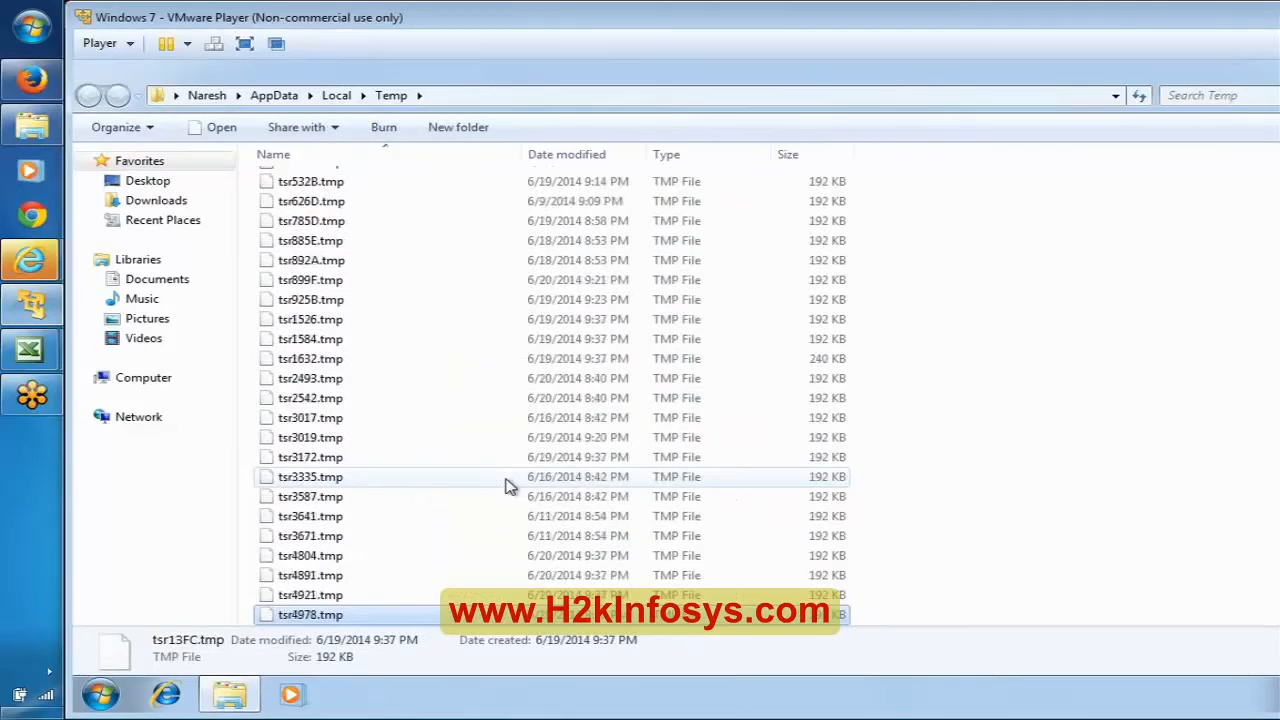 Windows 7 - VMware Player (Non-commercial use only)
Player
Naresh AppData Local Temp
Search Temp
Organize Open Share with Burn New folder
Name Date modified Type Size
Favorites
Desktop
Downloads
Recent Places
Libraries
Documents
Music
Pictures
Videos
Computer
Network
tsr532B.tmp 6/19/2014 9:14 PM TMP File 192 KB
tsr626D.tmp 6/9/2014 9:09 PM TMP File 192 KB
tsr785D.tmp 6/19/2014 8:58 PM TMP File 192 KB
tsr885E.tmp 6/18/2014 8:53 PM TMP File 192 KB
tsr892A.tmp 6/18/2014 8:53 PM TMP File 192 KB
tsr899F.tmp 6/20/2014 9:21 PM TMP File 192 KB
tsr925B.tmp 6/19/2014 9:23 PM TMP File 192 KB
tsr1526.tmp 6/19/2014 9:37 PM TMP File 192 KB
tsr1584.tmp 6/19/2014 9:37 PM TMP File 192 KB
tsr1632.tmp 6/19/2014 9:37 PM TMP File 240 KB
tsr2493.tmp 6/20/2014 8:40 PM TMP File 192 KB
tsr2542.tmp 6/20/2014 8:40 PM TMP File 192 KB
tsr3017.tmp 6/16/2014 8:42 PM TMP File 192 KB
tsr3019.tmp 6/19/2014 9:20 PM TMP File 192 KB
tsr3172.tmp 6/19/2014 9:37 PM TMP File 192 KB
tsr3335.tmp 6/16/2014 8:42 PM TMP File 192 KB
tsr3587.tmp 6/16/2014 8:42 PM TMP File 192 KB
tsr3641.tmp 6/11/2014 8:54 PM TMP File 192 KB
tsr3671.tmp 6/11/2014 8:54 PM TMP File 192 KB
tsr4804.tmp 6/20/2014 9:37 PM TMP File 192 KB
tsr4891.tmp 6/20/2014 9:37 PM TMP File 192 KB
tsr4921.tmp
tsr4978.tmp
www.H2kInfosys.com
tsr13FC.tmp Date modified: 6/19/2014 9:37 PM Date created: 6/19/2014 9:37 PM
TMP File Size: 192 KB